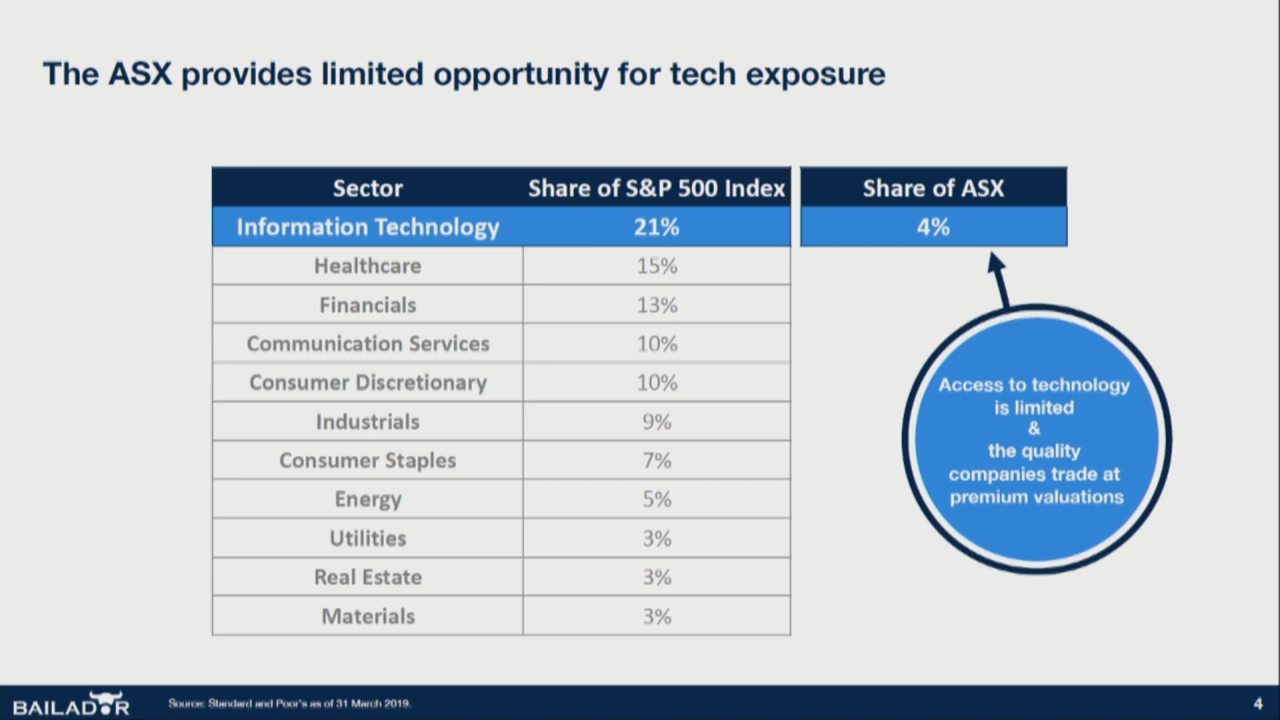 The ASX provides limited opportunity for tech exposure
Sector Share of S&P 500 Index Share of ASX
Information Technology 21% 4%
Healthcare 15%
Financials 13%
Communication Services 10%
Consumer Discretionary 10%
Industrials 9%
Consumer Staples 7%
Energy 5%
Utilities 3%
Real Estate 3%
Materials 3%
Access to technology
is limited
&
the quality
companies trade at
premium valuations
BAILADOR
Source: Standard and Poor's as of 31 March 2019.
4